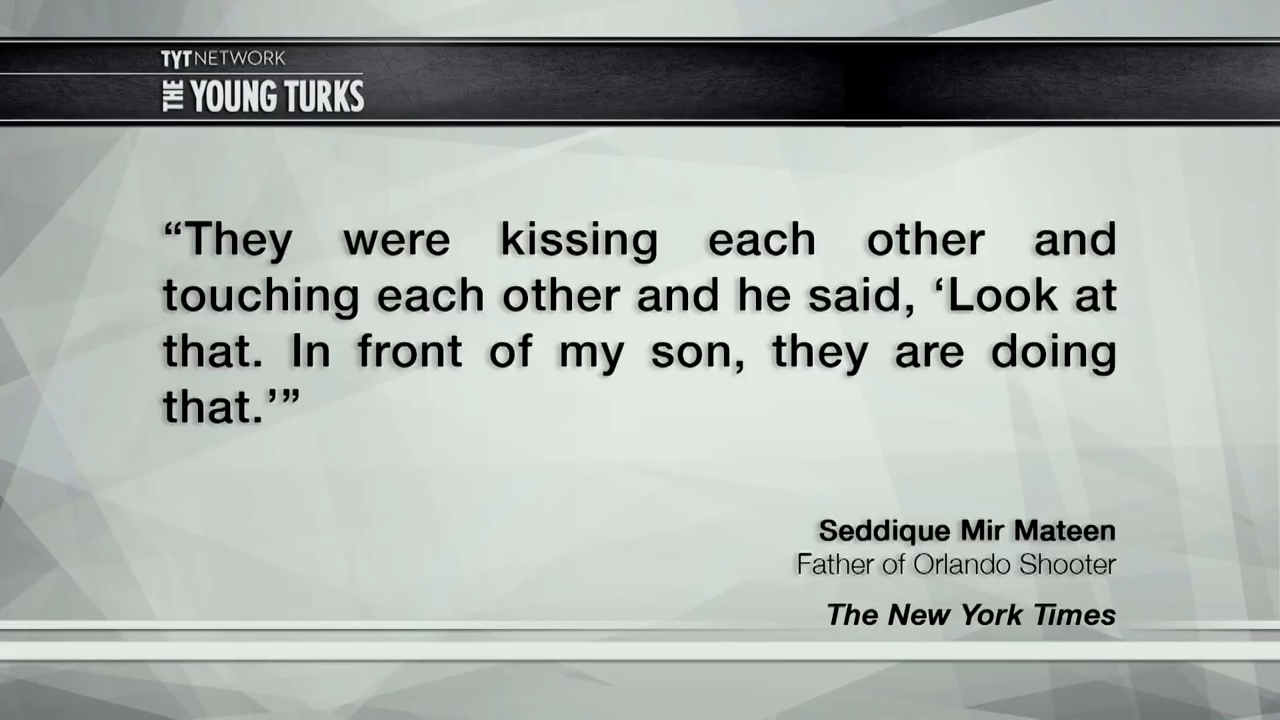 TYT NETWORK
THE YOUNG TURKS
“They were kissing each other and
touching each other and he said, ‘Look at
that. In front of my son, they are doing
that.’”
Seddique Mir Mateen
Father of Orlando Shooter
The New York Times